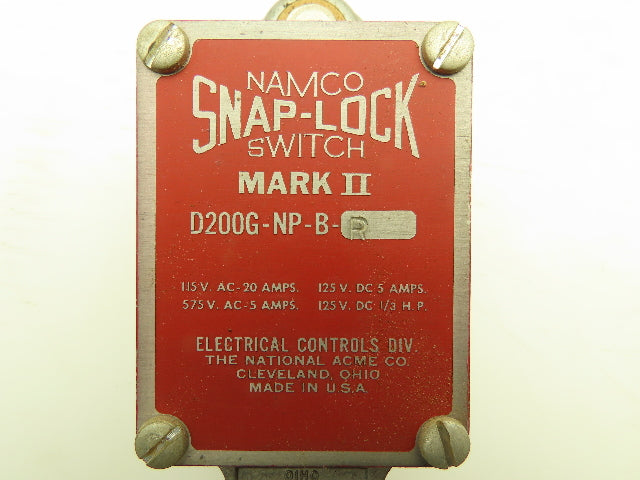 NAMCO
SNAP-LOCK
SWITCH
MARK II
D200G-NP-B-R
115 V. AC-20 AMPS. 125 V. DC 5 AMPS.
575 V. AC-5 AMPS. 125 V. DC 1/3 H.P.
ELECTRICAL CONTROLS DIV.
THE NATIONAL ACME CO.
CLEVELAND, OHIO
MADE IN U.S.A.
OHIO